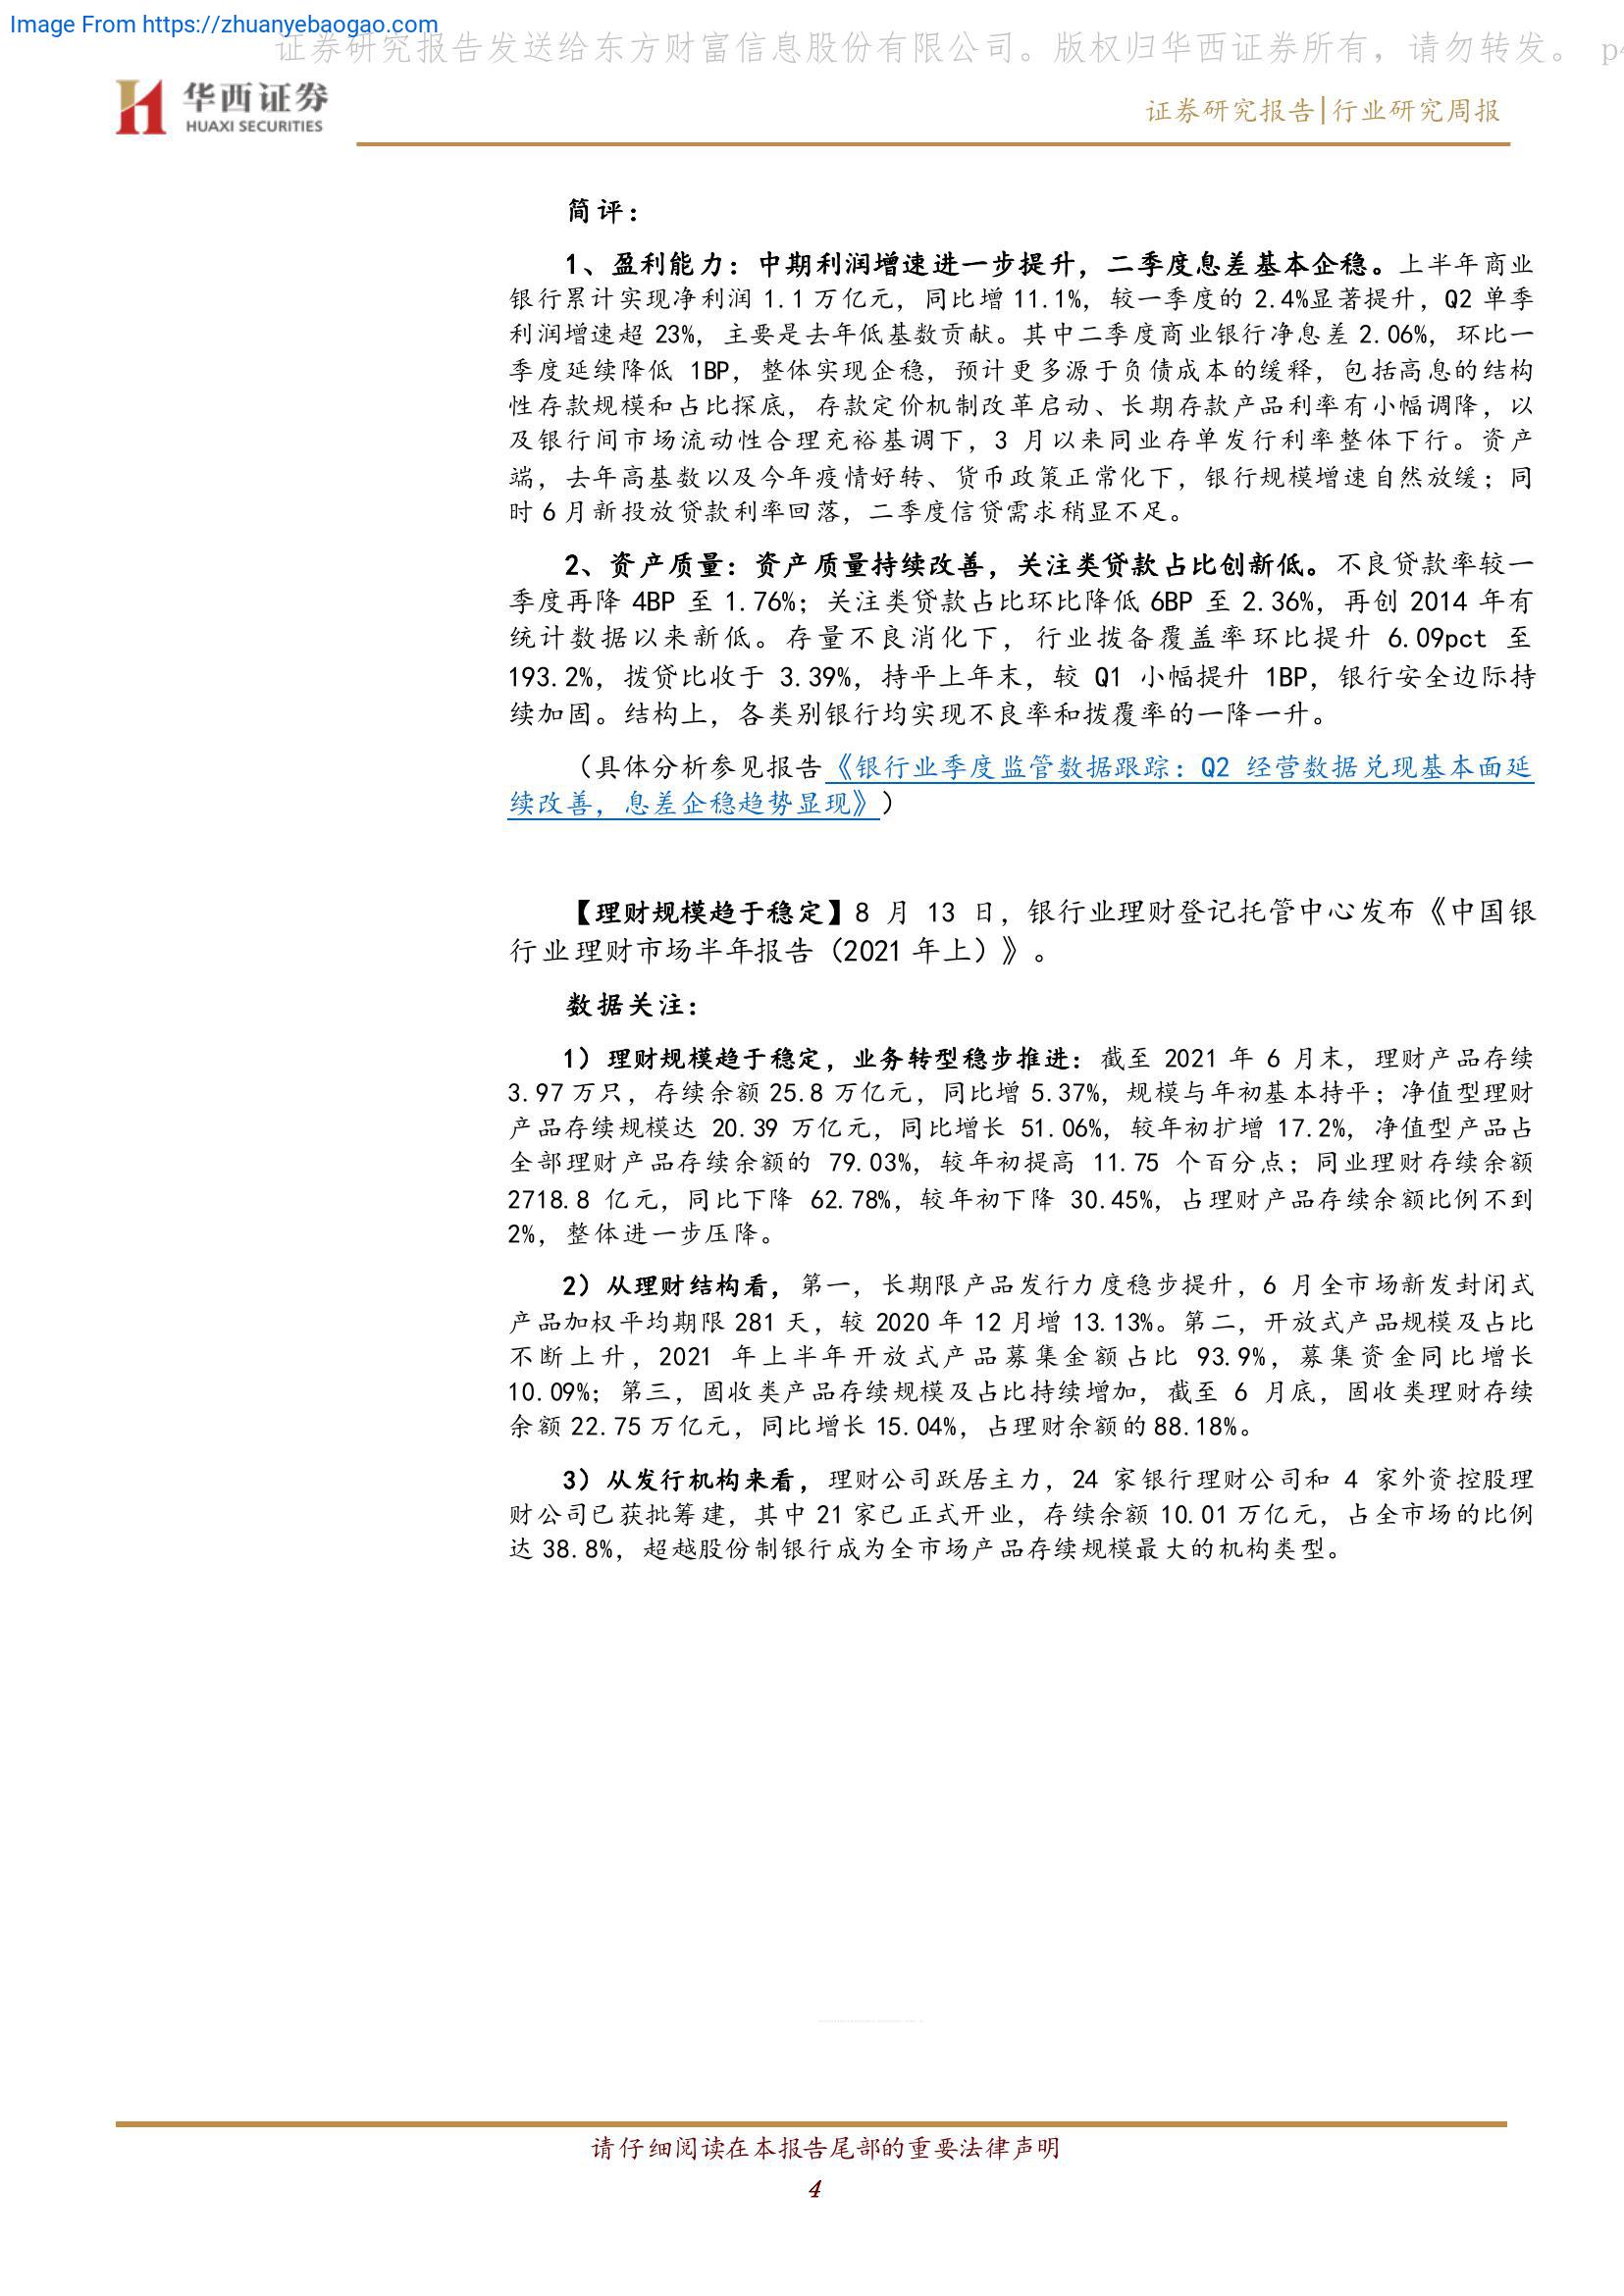 Image From https://zhuanyebaogao.com
证券研究报告发送给东方财富信息股份有限公司。版权归华西证券所有，请勿转发。 p4
华西证券
HUAXI SECURITIES
证券研究报告|行业研究周报
简评：
1、盈利能力：中期利润增速进一步提升，二季度息差基本企稳。上半年商业
银行累计实现净利润 1.1 万亿元，同比增 11.1%，较一季度的 2.4%显著提升，Q2 单季
利润增速超 23%，主要是去年低基数贡献。其中二季度商业银行净息差 2.06%，环比一
季度延续降低 1BP，整体实现企稳，预计更多源于负债成本的缓释，包括高息的结构
性存款规模和占比探底，存款定价机制改革启动、长期存款产品利率有小幅调降，以
及银行间市场流动性合理充裕基调下，3 月以来同业存单发行利率整体下行。资产
端，去年高基数以及今年疫情好转、货币政策正常化下，银行规模增速自然放缓；同
时 6 月新投放贷款利率回落，二季度信贷需求稍显不足。
2、资产质量：资产质量持续改善，关注类贷款占比创新低。不良贷款率较一
季度再降 4BP 至 1.76%；关注类贷款占比环比降低 6BP 至 2.36%，再创 2014 年有
统计数据以来新低。存量不良消化下，行业拨备覆盖率环比提升 6.09pct 至
193.2%，拨贷比收于 3.39%，持平上年末，较 Q1 小幅提升 1BP，银行安全边际持
续加固。结构上，各类别银行均实现不良率和拨覆率的一降一升。
（具体分析参见报告《银行业季度监管数据跟踪：Q2 经营数据兑现基本面延
续改善，息差企稳趋势显现》）
【理财规模趋于稳定】8 月 13 日，银行业理财登记托管中心发布《中国银
行业理财市场半年报告（2021 年上）》。
数据关注：
1）理财规模趋于稳定，业务转型稳步推进：截至 2021 年 6 月末，理财产品存续
3.97 万只，存续余额 25.8 万亿元，同比增 5.37%，规模与年初基本持平；净值型理财
产品存续规模达 20.39 万亿元，同比增长 51.06%，较年初扩增 17.2%，净值型产品占
全部理财产品存续余额的 79.03%，较年初提高 11.75 个百分点；同业理财存续余额
2718.8 亿元，同比下降 62.78%，较年初下降 30.45%，占理财产品存续余额比例不到
2%，整体进一步压降。
2）从理财结构看，第一，长期限产品发行力度稳步提升，6 月全市场新发封闭式
产品加权平均期限 281 天，较 2020 年 12 月增 13.13%。第二，开放式产品规模及占比
不断上升，2021 年上半年开放式产品募集金额占比 93.9%，募集资金同比增长
10.09%；第三，固收类产品存续规模及占比持续增加，截至 6 月底，固收类理财存续
余额 22.75 万亿元，同比增长 15.04%，占理财余额的 88.18%。
3）从发行机构来看，理财公司跃居主力，24 家银行理财公司和 4 家外资控股理
财公司已获批筹建，其中 21 家已正式开业，存续余额 10.01 万亿元，占全市场的比例
达 38.8%，超越股份制银行成为全市场产品存续规模最大的机构类型。
请仔细阅读在本报告尾部的重要法律声明
4